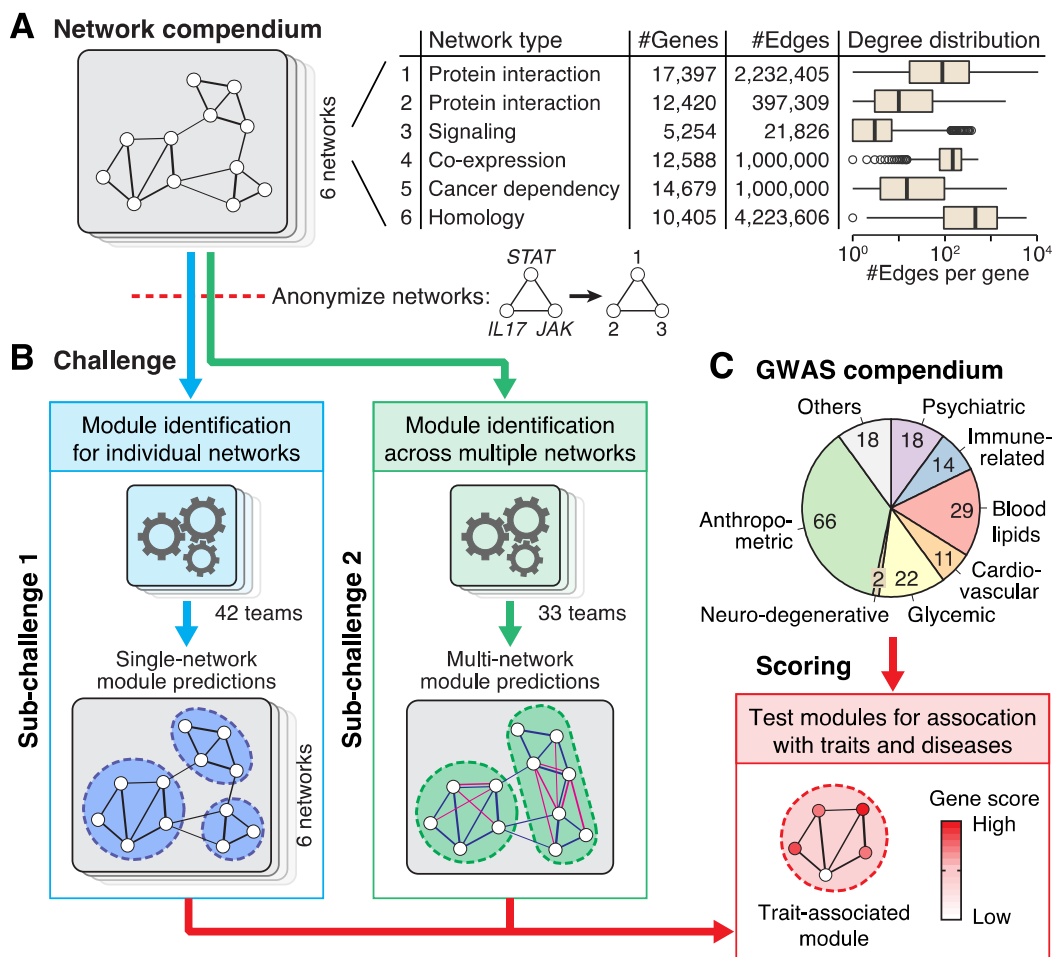 A Network compendium
6 networks
Network type #Genes #Edges Degree distribution
1 Protein interaction 17,397 2,232,405
2 Protein interaction 12,420 397,309
3 Signaling 5,254 21,826
4 Co-expression 12,588 1,000,000
5 Cancer dependency 14,679 1,000,000
6 Homology 10,405 4,223,606
10⁰ 10² 10⁴
#Edges per gene
Anonymize networks:
STAT
IL17 JAK
1
2 3
B Challenge
Sub-challenge 1
Module identification
for individual networks
42 teams
Single-network
module predictions
6 networks
Sub-challenge 2
Module identification
across multiple networks
33 teams
Multi-network
module predictions
C GWAS compendium
Others 18
Psychiatric 18
Immune-
related 14
Blood
lipids 29
Cardio-
vascular 11
Glycemic 22
Neuro-degenerative 2
Anthropo-
metric 66
Scoring
Test modules for assocation
with traits and diseases
Gene score
High
Low
Trait-associated
module